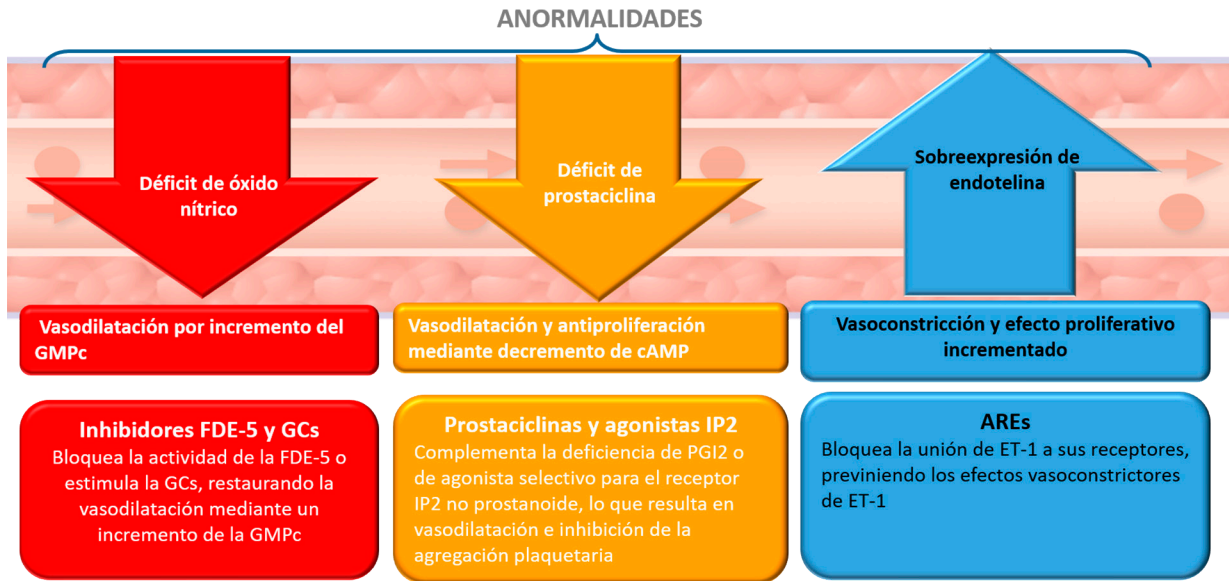 ANORMALIDADES
Déficit de óxido
nítrico
Déficit de
prostaciclina
Sobreexpresión de
endotelina
Vasodilatación por incremento del
GMPc
Vasodilatación y antiproliferación
mediante decremento de cAMP
Vasoconstricción y efecto proliferativo
incrementado
Inhibidores FDE-5 y GCs
Bloquea la actividad de la FDE-5 o
estimula la GCs, restaurando la
vasodilatación mediante un
incremento de la GMPc
Prostaciclinas y agonistas IP2
Complementa la deficiencia de PGI2 o
de agonista selectivo para el receptor
IP2 no prostanoide, lo que resulta en
vasodilatación e inhibición de la
agregación plaquetaria
AREs
Bloquea la unión de ET-1 a sus receptores,
previniendo los efectos vasoconstrictores
de ET-1